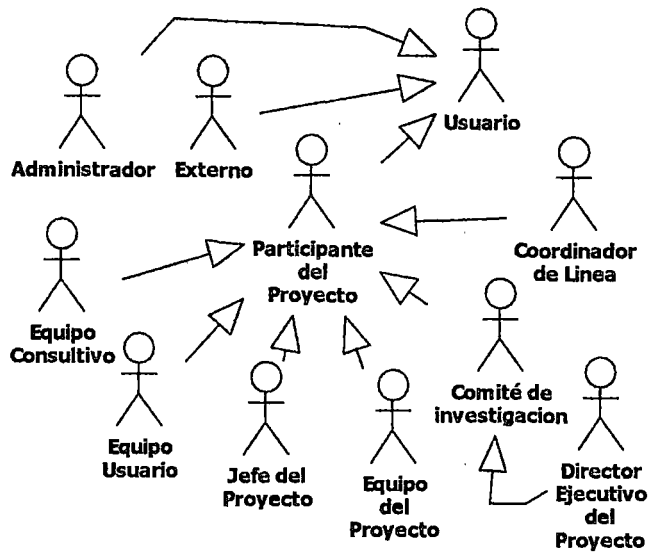 Usuario
Administrador
Externo
Participante
del
Proyecto
Coordinador
de Linea
Equipo
Consultivo
Equipo
Usuario
Jefe del
Proyecto
Equipo
del
Proyecto
Comité de
investigacion
Director
Ejecutivo
del
Proyecto